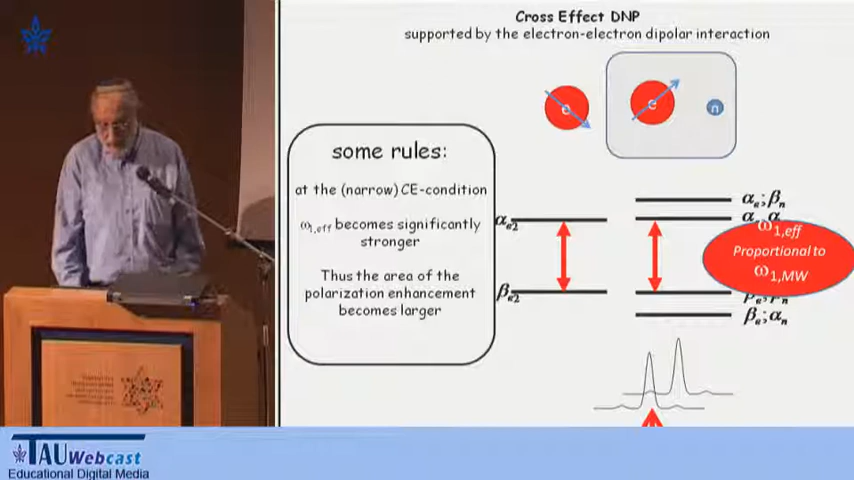 Cross Effect DNP
supported by the electron-electron dipolar interaction
e
e
n
some rules:
at the (narrow) CE-condition
ω1,eff becomes significantly
stronger
Thus the area of the
polarization enhancement
becomes larger
αe2
βe2
αe;βn
ω1,eff
Proportional to
ω1,MW
βe;αn
TAUWebcast
Educational Digital Media